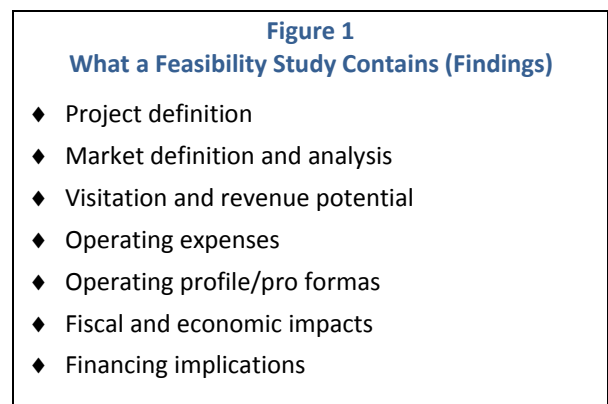 Figure 1
What a Feasibility Study Contains (Findings)
♦ Project definition
♦ Market definition and analysis
♦ Visitation and revenue potential
♦ Operating expenses
♦ Operating profile/pro formas
♦ Fiscal and economic impacts
♦ Financing implications